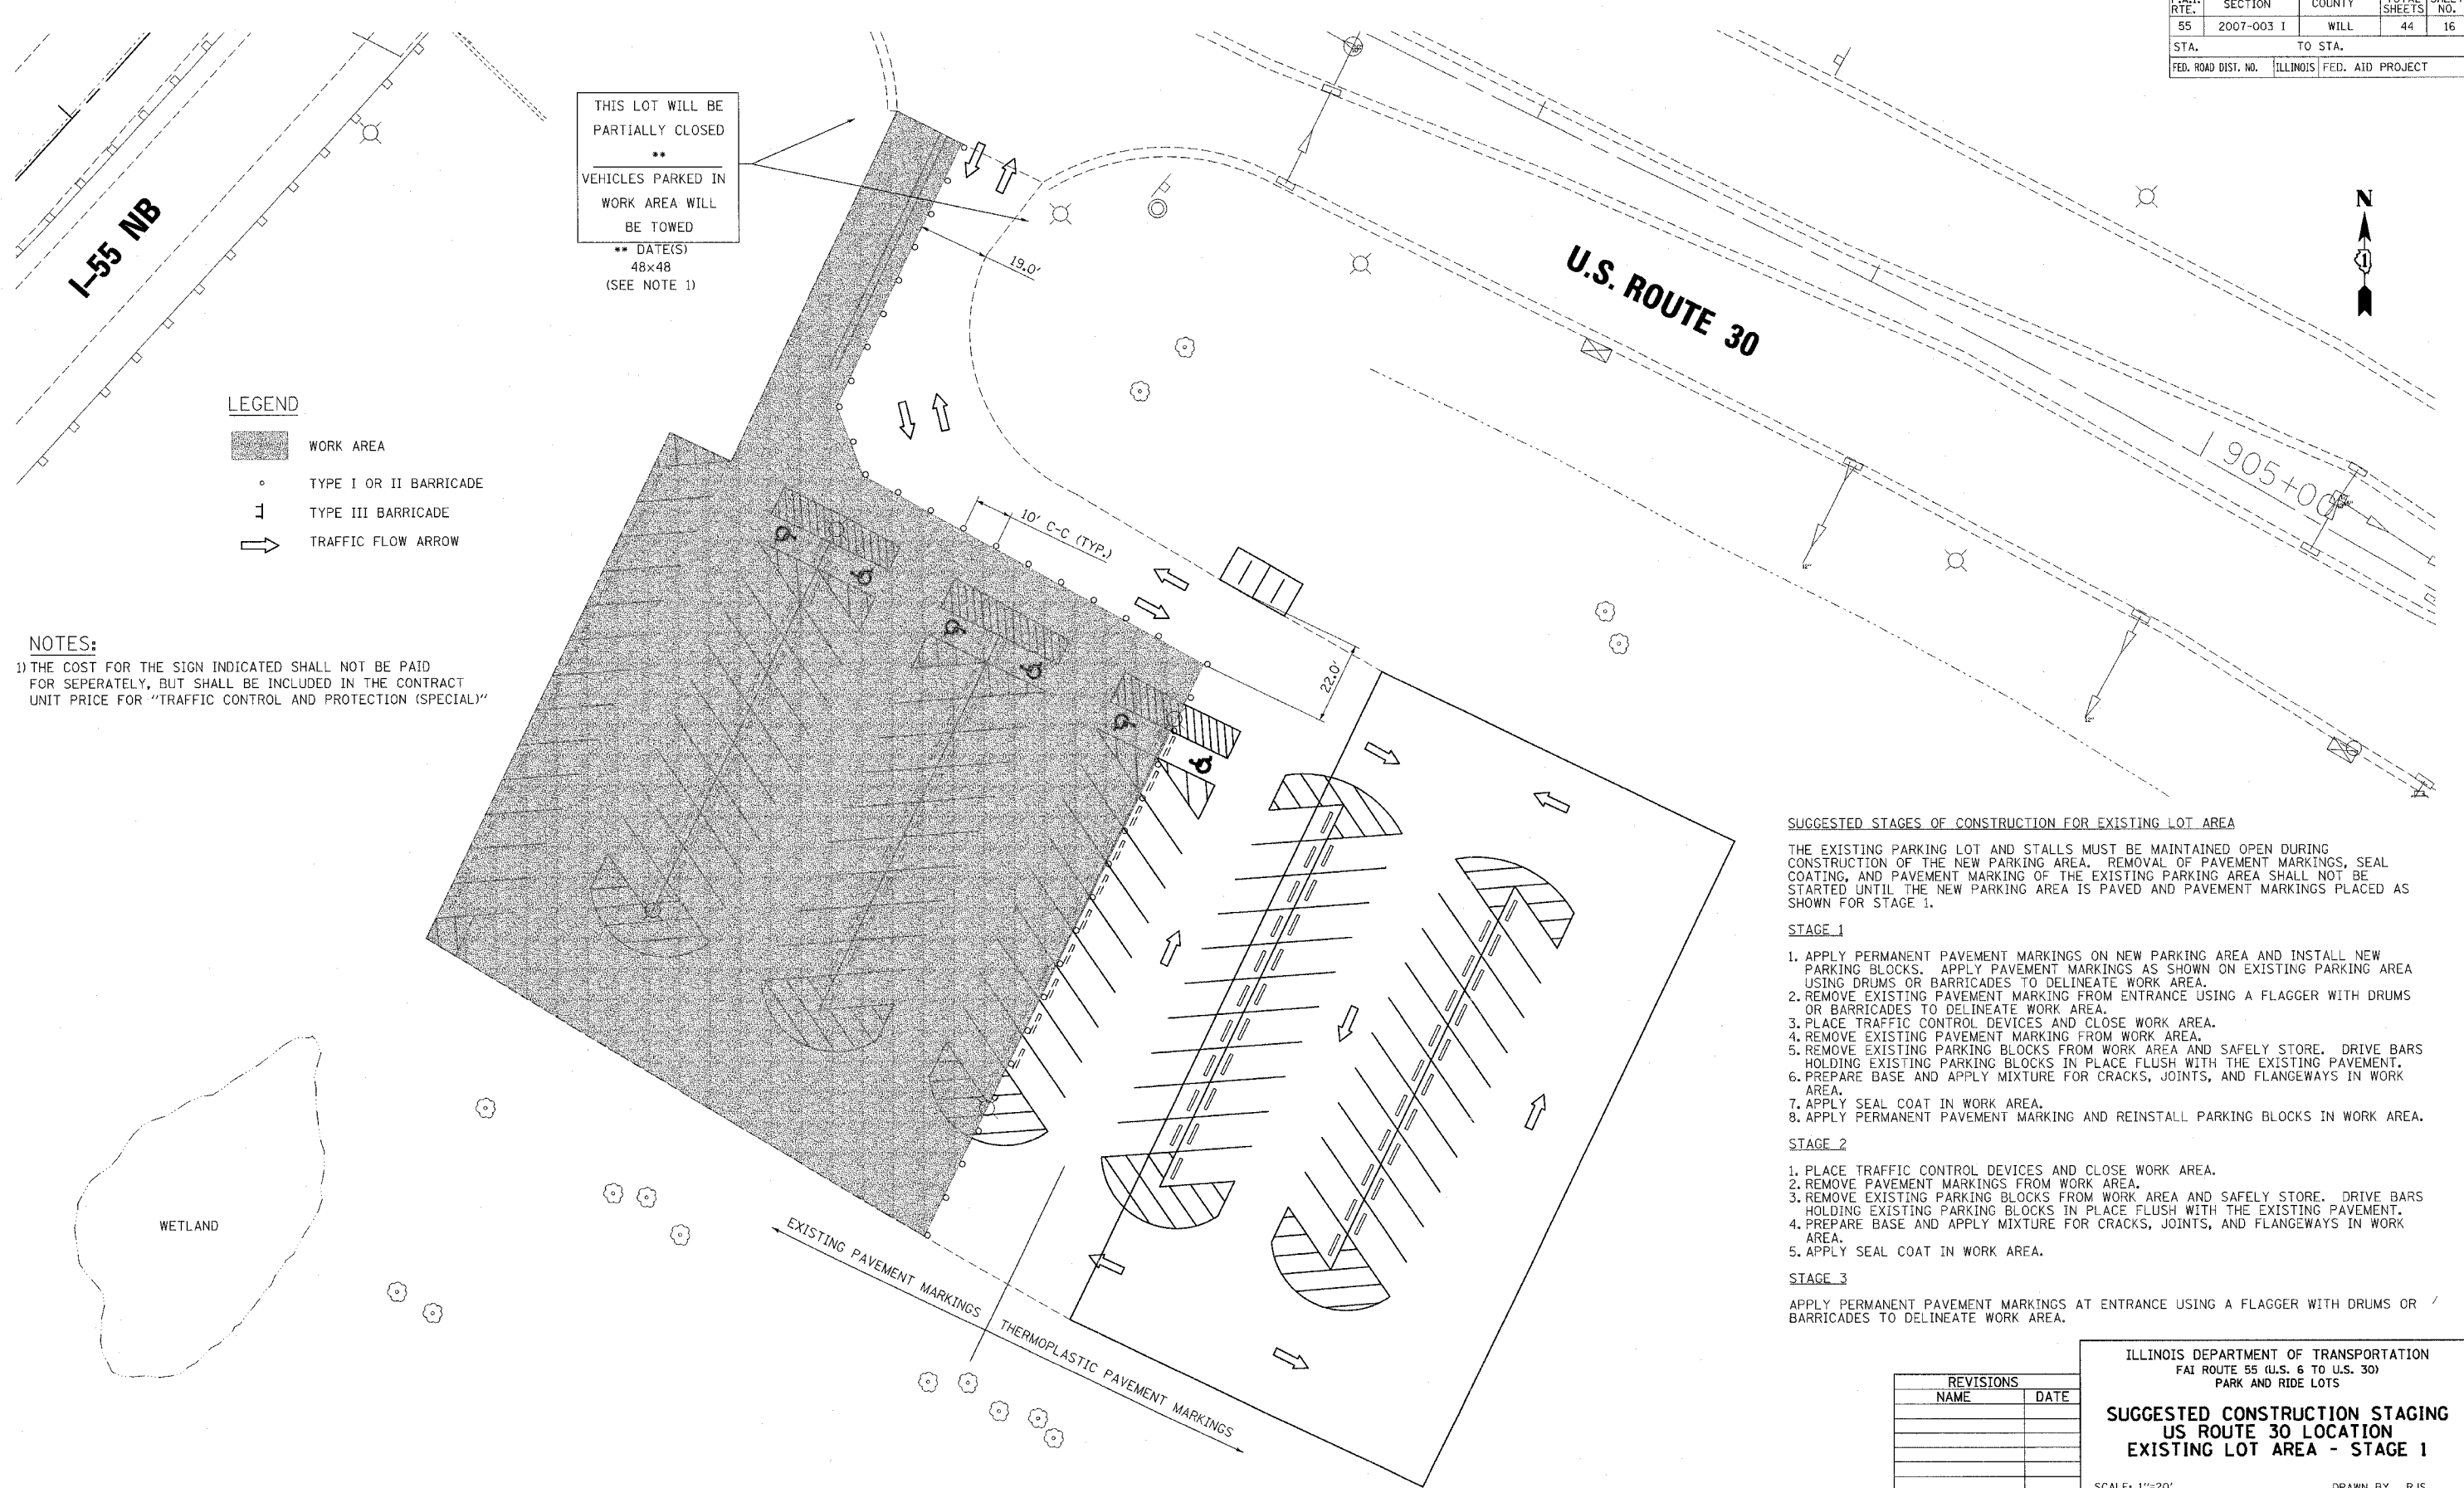 RTE.
SECTION
COUNTY
SHEETS
NO.
55
2007-003 I
WILL
44
16
STA.
TO STA.
FED. ROAD DIST. NO.
ILLINOIS
FED. AID PROJECT
THIS LOT WILL BE
PARTIALLY CLOSED
**
VEHICLES PARKED IN
WORK AREA WILL
BE TOWED
** DATE(S)
48x48
(SEE NOTE 1)
I-55 NB
U.S. ROUTE 30
N
1
19.0'
905+00
LEGEND
WORK AREA
TYPE I OR II BARRICADE
TYPE III BARRICADE
TRAFFIC FLOW ARROW
10' C-C (TYP.)
22.0'
12"
12"
NOTES:
1) THE COST FOR THE SIGN INDICATED SHALL NOT BE PAID
FOR SEPERATELY, BUT SHALL BE INCLUDED IN THE CONTRACT
UNIT PRICE FOR "TRAFFIC CONTROL AND PROTECTION (SPECIAL)"
WETLAND
EXISTING PAVEMENT MARKINGS
THERMOPLASTIC PAVEMENT MARKINGS
SUGGESTED STAGES OF CONSTRUCTION FOR EXISTING LOT AREA
THE EXISTING PARKING LOT AND STALLS MUST BE MAINTAINED OPEN DURING
CONSTRUCTION OF THE NEW PARKING AREA. REMOVAL OF PAVEMENT MARKINGS, SEAL
COATING, AND PAVEMENT MARKING OF THE EXISTING PARKING AREA SHALL NOT BE
STARTED UNTIL THE NEW PARKING AREA IS PAVED AND PAVEMENT MARKINGS PLACED AS
SHOWN FOR STAGE 1.
STAGE 1
1. APPLY PERMANENT PAVEMENT MARKINGS ON NEW PARKING AREA AND INSTALL NEW
PARKING BLOCKS. APPLY PAVEMENT MARKINGS AS SHOWN ON EXISTING PARKING AREA
USING DRUMS OR BARRICADES TO DELINEATE WORK AREA.
2. REMOVE EXISTING PAVEMENT MARKING FROM ENTRANCE USING A FLAGGER WITH DRUMS
OR BARRICADES TO DELINEATE WORK AREA.
3. PLACE TRAFFIC CONTROL DEVICES AND CLOSE WORK AREA.
4. REMOVE EXISTING PAVEMENT MARKING FROM WORK AREA.
5. REMOVE EXISTING PARKING BLOCKS FROM WORK AREA AND SAFELY STORE. DRIVE BARS
HOLDING EXISTING PARKING BLOCKS IN PLACE FLUSH WITH THE EXISTING PAVEMENT.
6. PREPARE BASE AND APPLY MIXTURE FOR CRACKS, JOINTS, AND FLANGEWAYS IN WORK
AREA.
7. APPLY SEAL COAT IN WORK AREA.
8. APPLY PERMANENT PAVEMENT MARKING AND REINSTALL PARKING BLOCKS IN WORK AREA.
STAGE 2
1. PLACE TRAFFIC CONTROL DEVICES AND CLOSE WORK AREA.
2. REMOVE PAVEMENT MARKINGS FROM WORK AREA.
3. REMOVE EXISTING PARKING BLOCKS FROM WORK AREA AND SAFELY STORE. DRIVE BARS
HOLDING EXISTING PARKING BLOCKS IN PLACE FLUSH WITH THE EXISTING PAVEMENT.
4. PREPARE BASE AND APPLY MIXTURE FOR CRACKS, JOINTS, AND FLANGEWAYS IN WORK
AREA.
5. APPLY SEAL COAT IN WORK AREA.
STAGE 3
APPLY PERMANENT PAVEMENT MARKINGS AT ENTRANCE USING A FLAGGER WITH DRUMS OR
BARRICADES TO DELINEATE WORK AREA.
REVISIONS
NAME
DATE
ILLINOIS DEPARTMENT OF TRANSPORTATION
FAI ROUTE 55 (U.S. 6 TO U.S. 30)
PARK AND RIDE LOTS
SUGGESTED CONSTRUCTION STAGING
US ROUTE 30 LOCATION
EXISTING LOT AREA - STAGE 1
SCALE: 1"=20'
DRAWN BY RJS